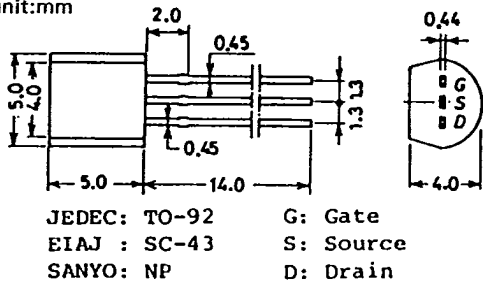 unit:mm
2.0
0.44
0.45
5.0
4.0
1.3
1.3
G
S
D
0.45
5.0
14.0
4.0
JEDEC: TO-92
G: Gate
EIAJ : SC-43
S: Source
SANYO: NP
D: Drain